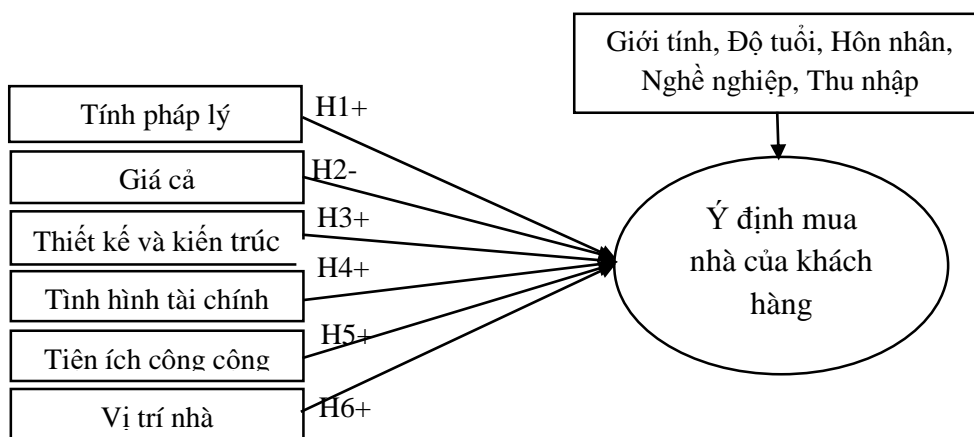 Giới tính, Độ tuổi, Hôn nhân,
Nghề nghiệp, Thu nhập
Tính pháp lý
H1+
Giá cả
H2-
Thiết kế và kiến trúc
H3+
Tình hình tài chính
H4+
Tiên ích công công
H5+
Vị trí nhà
H6+
Ý định mua
nhà của khách
hàng